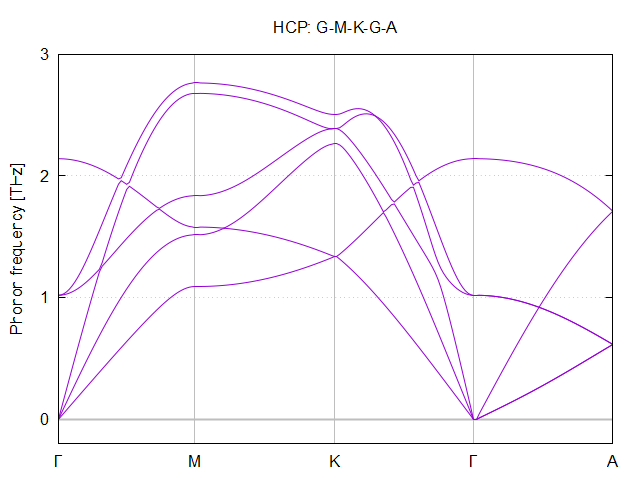 HCP: G-M-K-G-A
3
2
1
0
Phonon frequency [THz]
Γ M K Γ A